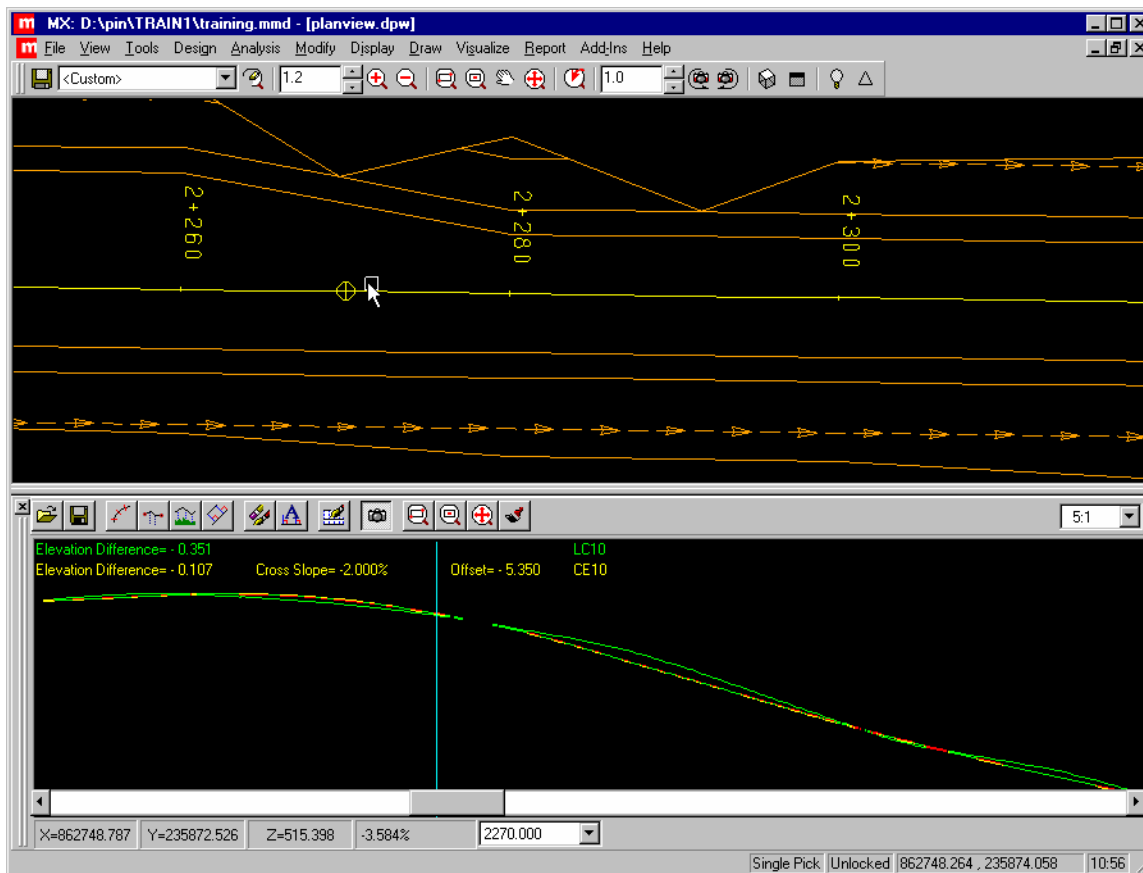 m MX: D:\pin\TRAIN1\training.mmd - [planview.dpw]
m File View Tools Design Analysis Modify Display Draw Visualize Report Add-Ins Help
<Custom> 1.2 1.0
2+260
2+280
2+300
5:1
Elevation Difference= - 0.351 LC10
Elevation Difference= - 0.107 Cross Slope= -2.000% Offset= - 5.350 CE10
X=862748.787 Y=235872.526 Z=515.398 -3.584% 2270.000
Single Pick Unlocked 862748.264 , 235874.058 10:56